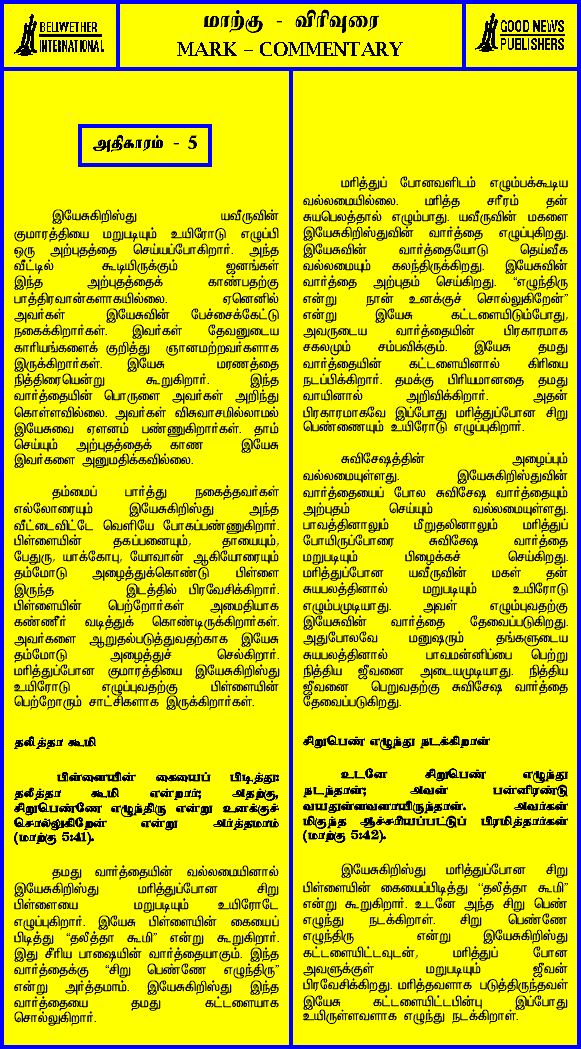 BELLWETHER
INTERNATIONAL
மாற்கு - விரிவுரை
MARK – COMMENTARY
GOOD NEWS
PUBLISHERS
அதிகாரம் - 5
இயேசுகிறிஸ்து யவீருவின்
குமாரத்தியை மறுபடியும் உயிரோடு எழுப்பி
ஒரு அற்புதத்தை செய்யப்போகிறார். அந்த
வீட்டில் கூடியிருக்கும் ஜனங்கள்
இந்த அற்புதத்தைக் காண்பதற்கு
பாத்திரவான்களாகயில்லை. ஏனெனில்
அவர்கள் இயேசுவின் பேச்சைக்கேட்டு
நகைக்கிறார்கள். இவர்கள் தேவனுடைய
காரியங்களைக் குறித்து ஞானமற்றவர்களாக
இருக்கிறார்கள். இயேசு மரணத்தை
நித்திரையென்று கூறுகிறார். இந்த
வார்த்தையின் பொருளை அவர்கள் அறிந்து
கொள்ளவில்லை. அவர்கள் விசுவாசமில்லாமல்
இயேசுவை ஏளனம் பண்ணுகிறார்கள். தாம்
செய்யும் அற்புதத்தைக் காண இயேசு
இவர்களை அனுமதிக்கவில்லை.
தம்மைப் பார்த்து நகைத்தவர்கள்
எல்லோரையும் இயேசுகிறிஸ்து அந்த
வீட்டைவிட்டே வெளியே போகப்பண்ணுகிறார்.
பிள்ளையின் தகப்பனையும், தாயையும்,
பேதுரு, யாக்கோபு, யோவான் ஆகியோரையும்
தம்மோடு அழைத்துக்கொண்டு பிள்ளை
இருந்த இடத்தில் பிரவேசிக்கிறார்.
பிள்ளையின் பெற்றோர்கள் அமைதியாக
கண்ணீர் வடித்துக் கொண்டிருக்கிறார்கள்.
அவர்களை ஆறுதல்படுத்துவதற்காக இயேசு
தம்மோடு அழைத்துச் செல்கிறார்.
மரித்துப்போன குமாரத்தியை இயேசுகிறிஸ்து
உயிரோடு எழுப்புவதற்கு பிள்ளையின்
பெற்றோரும் சாட்சிகளாக இருக்கிறார்கள்.
தலித்தா கூமி
பிள்ளையின் கையைப் பிடித்து:
தலீத்தா கூமி என்றார்; அதற்கு,
சிறுபெண்ணே எழுந்திரு என்று உனக்குச்
சொல்லுகிறேன் என்று அர்த்தமாம்
(மாற்கு 5:41).
தமது வார்த்தையின் வல்லமையினால்
இயேசுகிறிஸ்து மரித்துப்போன சிறு
பிள்ளையை மறுபடியும் உயிரோடே
எழுப்புகிறார். இயேசு பிள்ளையின் கையைப்
பிடித்து “தலீத்தா கூமி” என்று கூறுகிறார்.
இது சீரிய பாஷையின் வார்த்தையாகும். இந்த
வார்த்தைக்கு “சிறு பெண்ணே எழுந்திரு”
என்று அர்த்தமாம். இயேசுகிறிஸ்து இந்த
வார்த்தையை தமது கட்டளையாக
சொல்லுகிறார்.
மரித்துப் போனவளிடம் எழும்பக்கூடிய
வல்லமையில்லை. மரித்த சரீரம் தன்
சுயபெலத்தால் எழும்பாது. யவீருவின் மகளை
இயேசுகிறிஸ்துவின் வார்த்தை எழுப்புகிறது.
இயேசுவின் வார்த்தையோடு தெய்வீக
வல்லமையும் கலந்திருக்கிறது. இயேசுவின்
வார்த்தை அற்புதம் செய்கிறது. “எழுந்திரு
என்று நான் உனக்குச் சொல்லுகிறேன்”
என்று இயேசு கட்டளையிடும்போது,
அவருடைய வார்த்தையின் பிரகாரமாக
சகலமும் சம்பவிக்கும். இயேசு தமது
வார்த்தையின் கட்டளையினால் கிரியை
நடப்பிக்கிறார். தமக்கு பிரியமானதை தமது
வாயினால் அறிவிக்கிறார். அதன்
பிரகாரமாகவே இப்போது மரித்துப்போன சிறு
பெண்ணையும் உயிரோடு எழுப்புகிறார்.
சுவிசேஷத்தின் அழைப்பும்
வல்லமையுள்ளது. இயேசுகிறிஸ்துவின்
வார்த்தையைப் போல சுவிசேஷ வார்த்தையும்
அற்புதம் செய்யும் வல்லமையுள்ளது.
பாவத்தினாலும் மீறுதலினாலும் மரித்துப்
போயிருப்போரை சுவிசேஷ வார்த்தை
மறுபடியும் பிழைக்கச் செய்கிறது.
மரித்துப்போன யவீருவின் மகள் தன்
சுயபலத்தினால் மறுபடியும் உயிரோடு
எழும்பமுடியாது. அவள் எழும்புவதற்கு
இயேசுவின் வார்த்தை தேவைப்படுகிறது.
அதுபோலவே மனுஷரும் தங்களுடைய
சுயபலத்தினால் பாவமன்னிப்பை பெற்று
நித்திய ஜீவனை அடையமுடியாது. நித்திய
ஜீவனை பெறுவதற்கு சுவிசேஷ வார்த்தை
தேவைப்படுகிறது.
சிறுபெண் எழுந்து நடக்கிறாள்
உடனே சிறுபெண் எழுந்து
நடந்தாள்; அவள் பன்னிரண்டு
வயதுள்ளவளாயிருந்தாள். அவர்கள்
மிகுந்த ஆச்சரியப்பட்டுப் பிரமித்தார்கள்
(மாற்கு 5:42).
இயேசுகிறிஸ்து மரித்துப்போன சிறு
பிள்ளையின் கையைப்பிடித்து “தலீத்தா கூமி”
என்று கூறுகிறார். உடனே அந்த சிறு பெண்
எழுந்து நடக்கிறாள். சிறு பெண்ணே
எழுந்திரு என்று இயேசுகிறிஸ்து
கட்டளையிட்டவுடன், மரித்துப் போன
அவளுக்குள் மறுபடியும் ஜீவன்
பிரவேசிக்கிறது. மரித்தவளாக படுத்திருந்தவள்
இயேசு கட்டளையிட்டபின்பு இப்போது
உயிருள்ளவளாக எழுந்து நடக்கிறாள்.